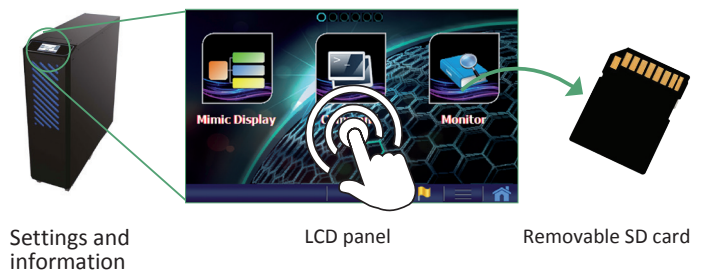 Mimic Display
Monitor
Settings and
information
LCD panel
Removable SD card